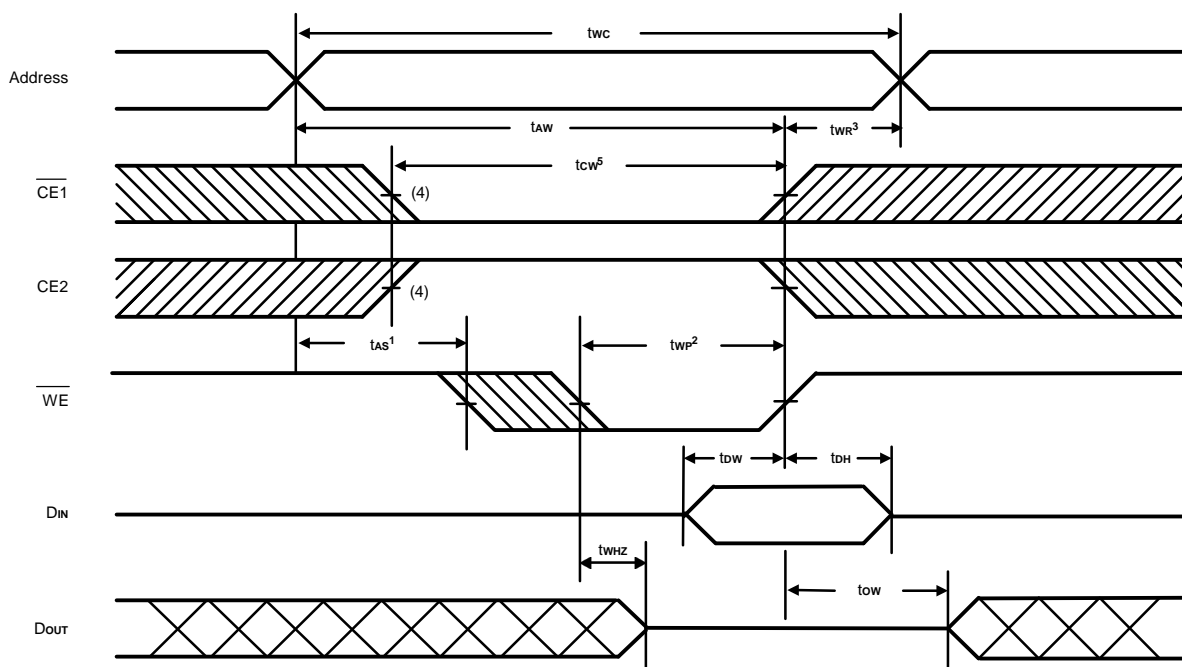 tWC
Address
tAW
tWR3
tCW5
CE1
(4)
CE2
(4)
tAS1
tWP2
WE
tDW
tDH
DIN
tWHZ
tOW
DOUT